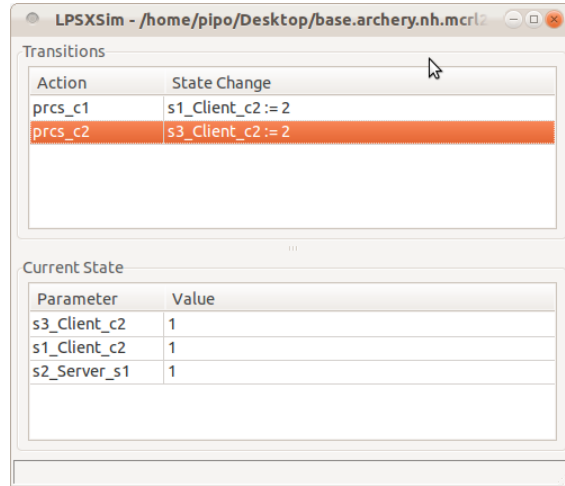 LPSXSim - /home/pipo/Desktop/base.archery.nh.mcrl2
Transitions
Action State Change
prcs_c1 s1_Client_c2 := 2
prcs_c2 s3_Client_c2 := 2
Current State
Parameter Value
s3_Client_c2 1
s1_Client_c2 1
s2_Server_s1 1